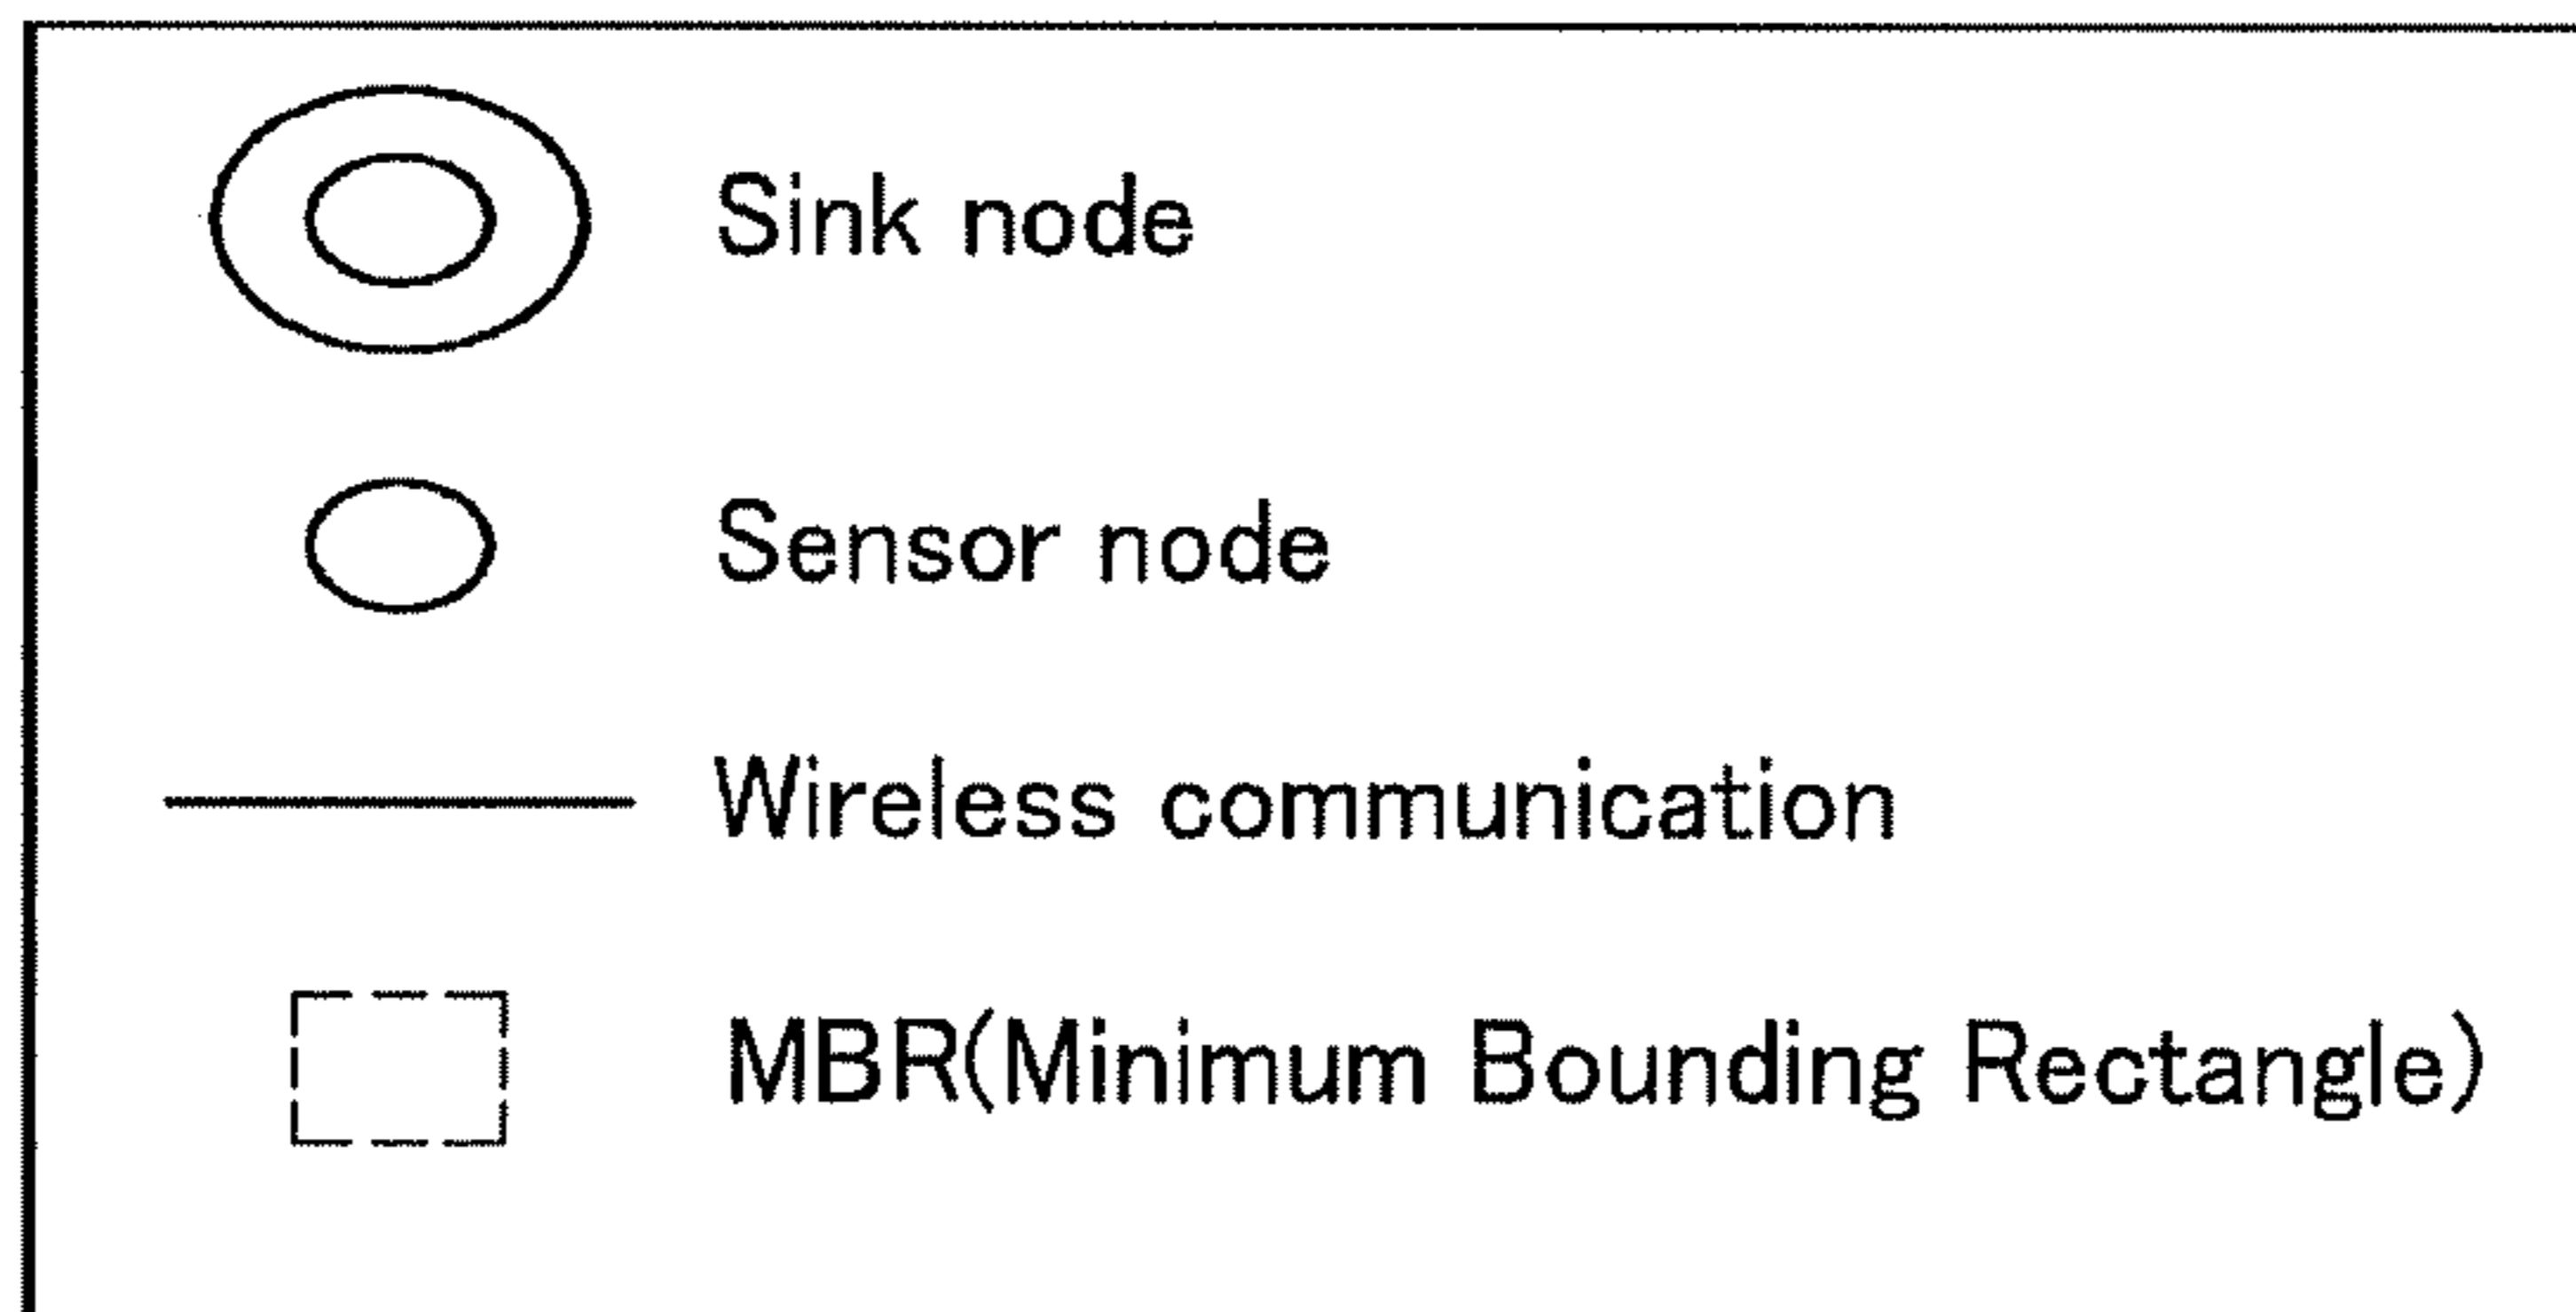 Sink node
Sensor node
Wireless communication
MBR(Minimum Bounding Rectangle)